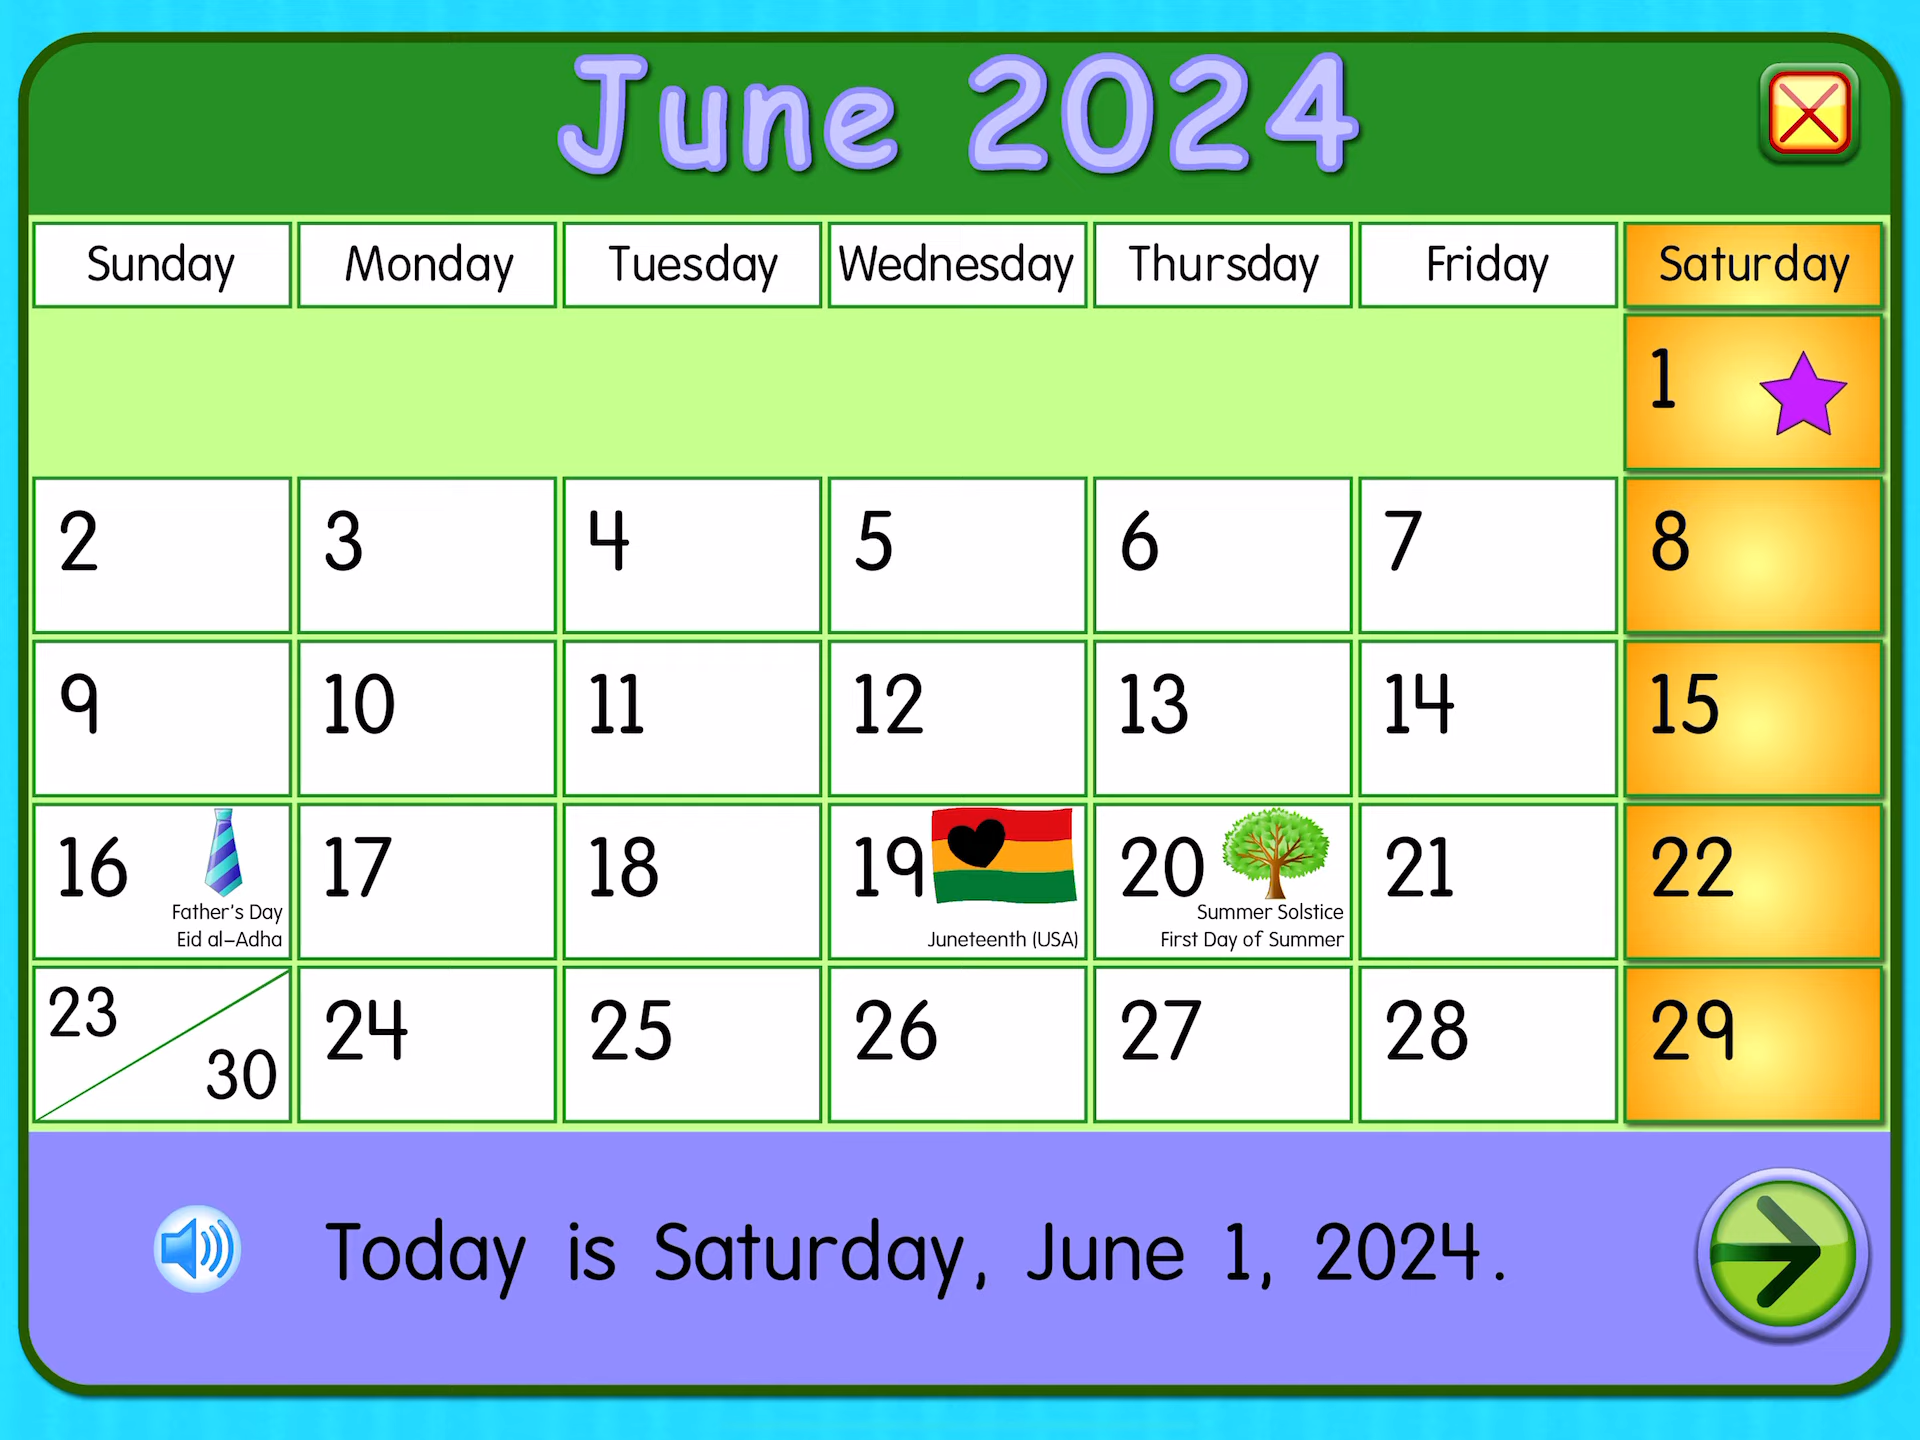 June 2024
Sunday Monday Tuesday Wednesday Thursday Friday Saturday
1
2 3 4 5 6 7 8
9 10 11 12 13 14 15
16 17 18 19 20 21 22
Father's Day Summer Solstice
Eid al-Adha Juneteenth (USA) First Day of Summer
23 30 24 25 26 27 28 29
Today is Saturday, June 1, 2024.